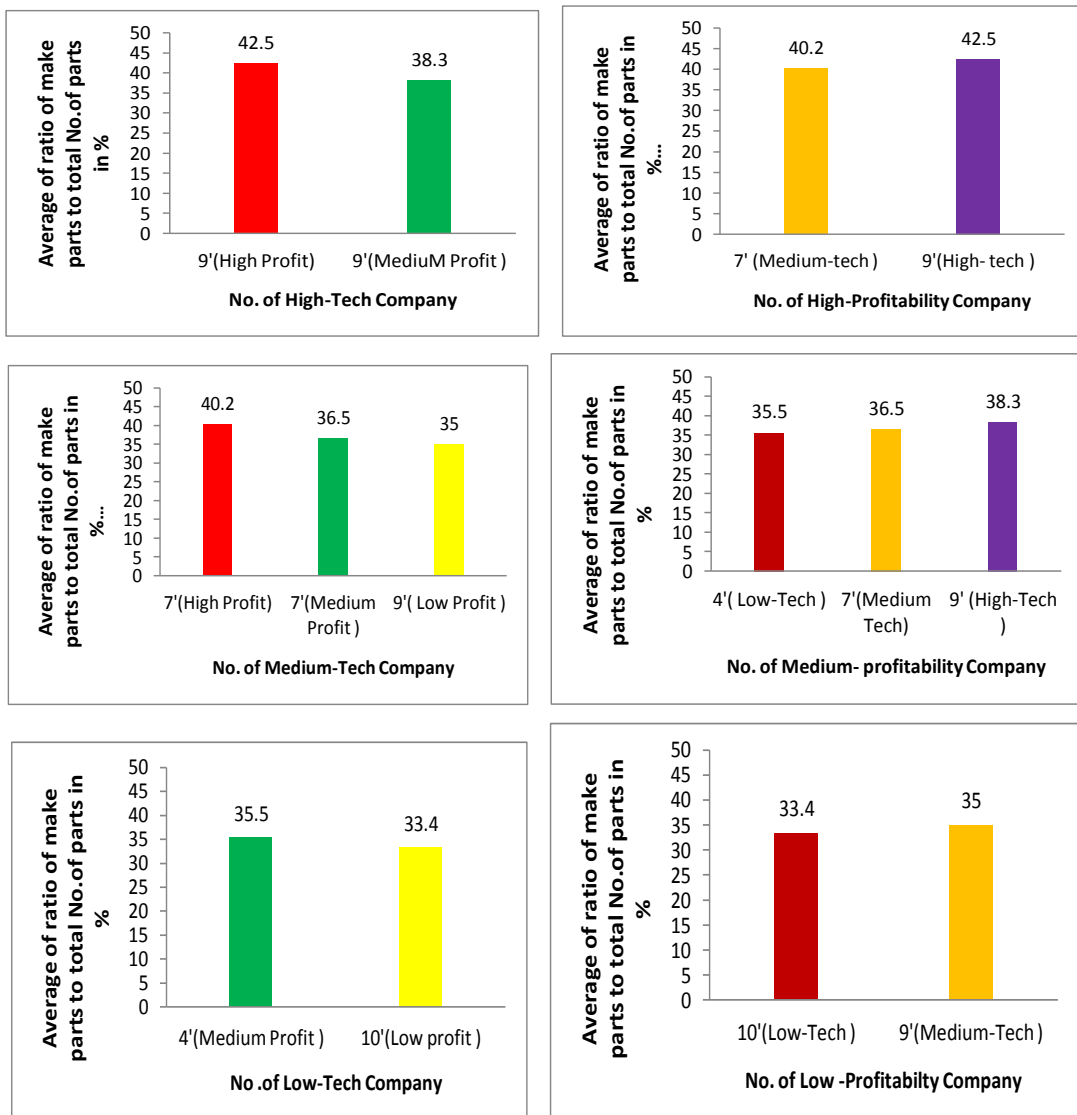 Average of ratio of make
parts to total No.of parts
in %
50
45
40
35
30
25
20
15
10
5
0
42.5
38.3
9'(High Profit)
9'(MediuM Profit )
No. of High-Tech Company
Average of ratio of make
parts to total No.of parts in
%...
50
45
40
35
30
25
20
15
10
5
0
40.2
42.5
7' (Medium-tech )
9'(High- tech )
No. of High-Profitability Company
Average of ratio of make
parts to total No.of parts in
%...
50
45
40
35
30
25
20
15
10
5
0
40.2
36.5
35
7'(High Profit)
7'(Medium
Profit )
9'( Low Profit )
No. of Medium-Tech Company
Average of ratio of make
parts to total No.of parts in
%
50
45
40
35
30
25
20
15
10
5
0
35.5
36.5
38.3
4'( Low-Tech )
7'(Medium
Tech)
9' (High-Tech
)
No. of Medium- profitability Company
Average of ratio of make
parts to total No.of parts in
%
50
45
40
35
30
25
20
15
10
5
0
35.5
33.4
4'(Medium Profit )
10'(Low profit )
No .of Low-Tech Company
Average of ratio of make
parts to total No.of parts in
%
50
45
40
35
30
25
20
15
10
5
0
33.4
35
10'(Low-Tech )
9'(Medium-Tech )
No. of Low -Profitabilty Company